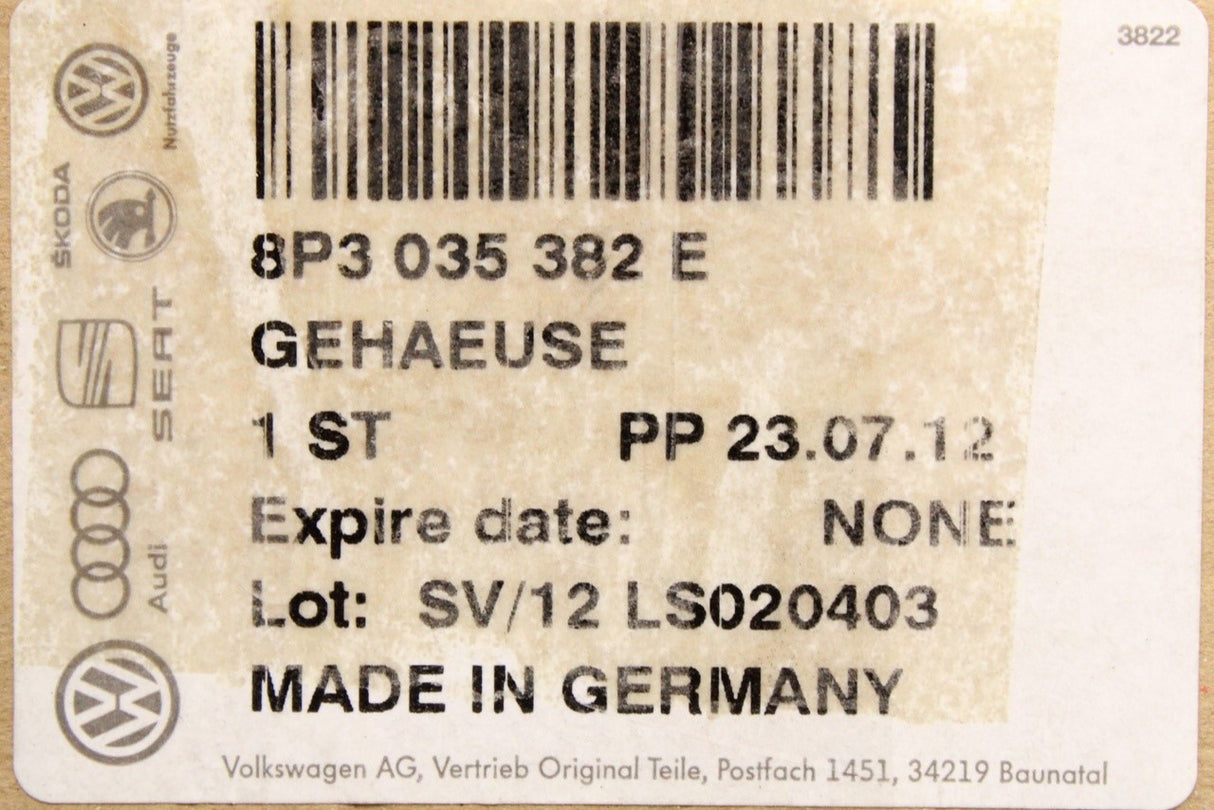 3822
Nutzfahrzeuge
ŠKODA
SEAT
Audi
8P3 035 382 E
GEHAEUSE
1 ST PP 23.07.12
Expire date: NONE
Lot: SV/12 LS020403
MADE IN GERMANY
Volkswagen AG, Vertrieb Original Teile, Postfach 1451, 34219 Baunatal